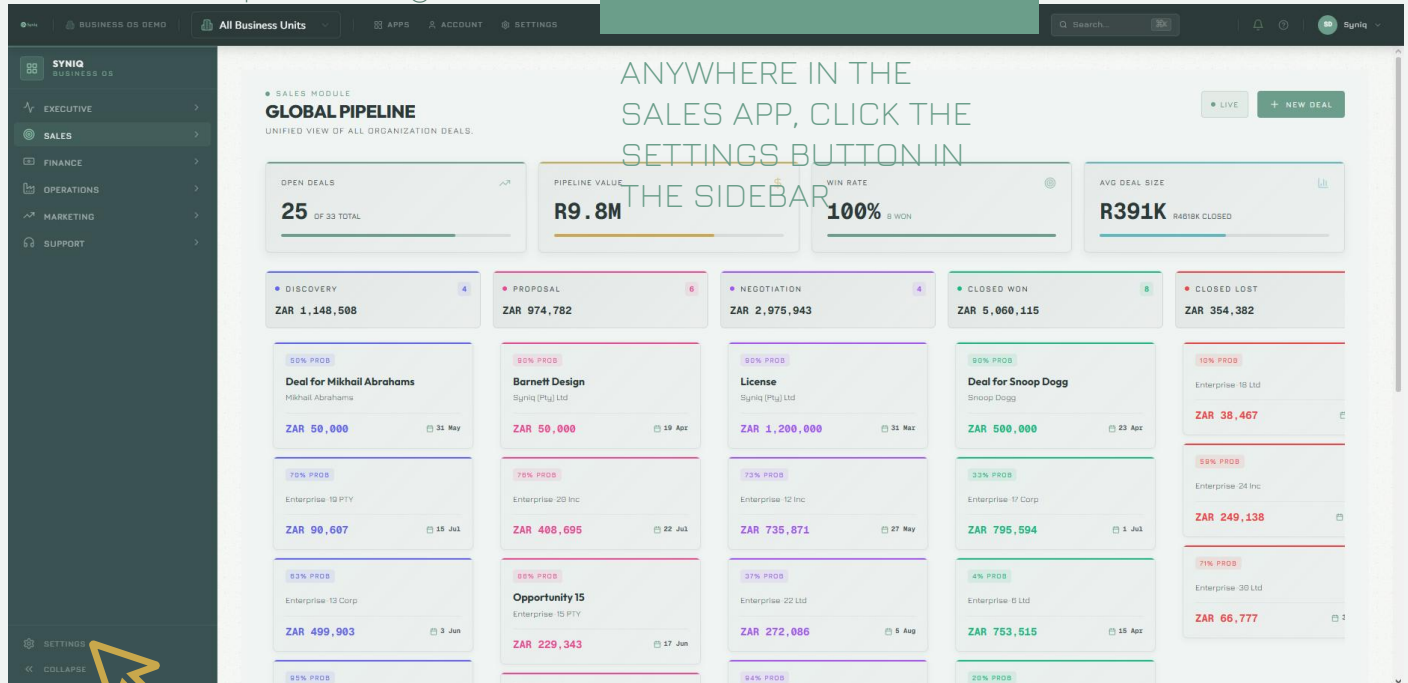 Syniq
BUSINESS OS DEMO
All Business Units
APPS
ACCOUNT
SETTINGS
Search...
⌘K
SD
Syniq
SYNIQ
BUSINESS OS
EXECUTIVE
SALES
FINANCE
OPERATIONS
MARKETING
SUPPORT
SETTINGS
COLLAPSE
ANYWHERE IN THE
SALES APP, CLICK THE
SETTINGS BUTTON IN
THE SIDEBAR
SALES MODULE
GLOBAL PIPELINE
UNIFIED VIEW OF ALL ORGANIZATION DEALS.
LIVE
+ NEW DEAL
OPEN DEALS
25 OF 33 TOTAL
PIPELINE VALUE
$
R9.8M
WIN RATE
100% 8 WON
AVG DEAL SIZE
R391K R4618K CLOSED
DISCOVERY 4
ZAR 1,148,508
50% PROB
Deal for Mikhail Abrahams
Mikhail Abrahams
ZAR 50,000 31 May
70% PROB
Enterprise-19 PTY
ZAR 90,607 15 Jul
63% PROB
Enterprise-13 Corp
ZAR 499,903 3 Jun
95% PROB
PROPOSAL 6
ZAR 974,782
90% PROB
Barnett Design
Syniq (Pty) Ltd
ZAR 50,000 19 Apr
76% PROB
Enterprise-29 Inc
ZAR 408,695 22 Jul
86% PROB
Opportunity 15
Enterprise-15 PTY
ZAR 229,343 17 Jun
NEGOTIATION 4
ZAR 2,975,943
90% PROB
License
Syniq (Pty) Ltd
ZAR 1,200,000 31 Mar
73% PROB
Enterprise-12 Inc
ZAR 735,871 27 May
37% PROB
Enterprise-22 Ltd
ZAR 272,086 5 Aug
94% PROB
CLOSED WON 8
ZAR 5,060,115
90% PROB
Deal for Snoop Dogg
Snoop Dogg
ZAR 500,000 23 Apr
33% PROB
Enterprise-17 Corp
ZAR 795,594 1 Jul
4% PROB
Enterprise-6 Ltd
ZAR 753,515 15 Apr
20% PROB
CLOSED LOST
ZAR 354,382
10% PROB
Enterprise-18 Ltd
ZAR 38,467
59% PROB
Enterprise-24 Inc
ZAR 249,138
71% PROB
Enterprise-30 Ltd
ZAR 66,777